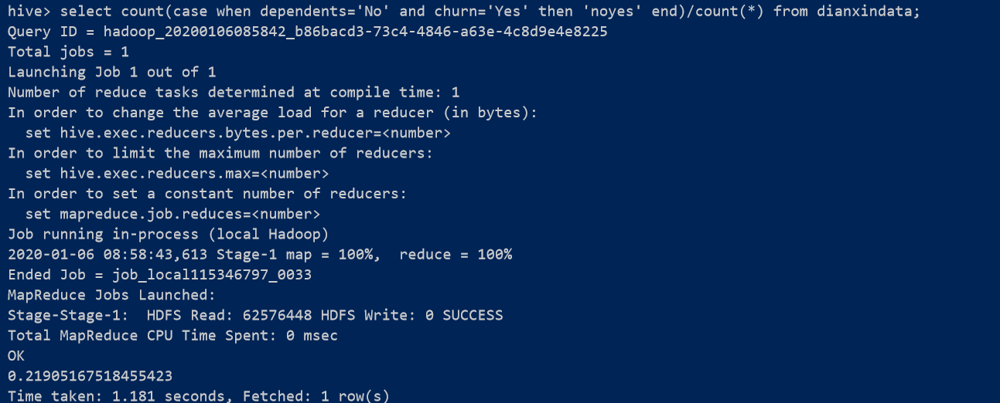 hive> select count(case when dependents='No' and churn='Yes' then 'noyes' end)/count(*) from dianxindata;
Query ID = hadoop_20200106085842_b86bacd3-73c4-4846-a63e-4c8d9e4e8225
Total jobs = 1
Launching Job 1 out of 1
Number of reduce tasks determined at compile time: 1
In order to change the average load for a reducer (in bytes):
  set hive.exec.reducers.bytes.per.reducer=<number>
In order to limit the maximum number of reducers:
  set hive.exec.reducers.max=<number>
In order to set a constant number of reducers:
  set mapreduce.job.reduces=<number>
Job running in-process (local Hadoop)
2020-01-06 08:58:43,613 Stage-1 map = 100%,  reduce = 100%
Ended Job = job_local115346797_0033
MapReduce Jobs Launched:
Stage-Stage-1:  HDFS Read: 62576448 HDFS Write: 0 SUCCESS
Total MapReduce CPU Time Spent: 0 msec
OK
0.21905167518455423
Time taken: 1.181 seconds, Fetched: 1 row(s)